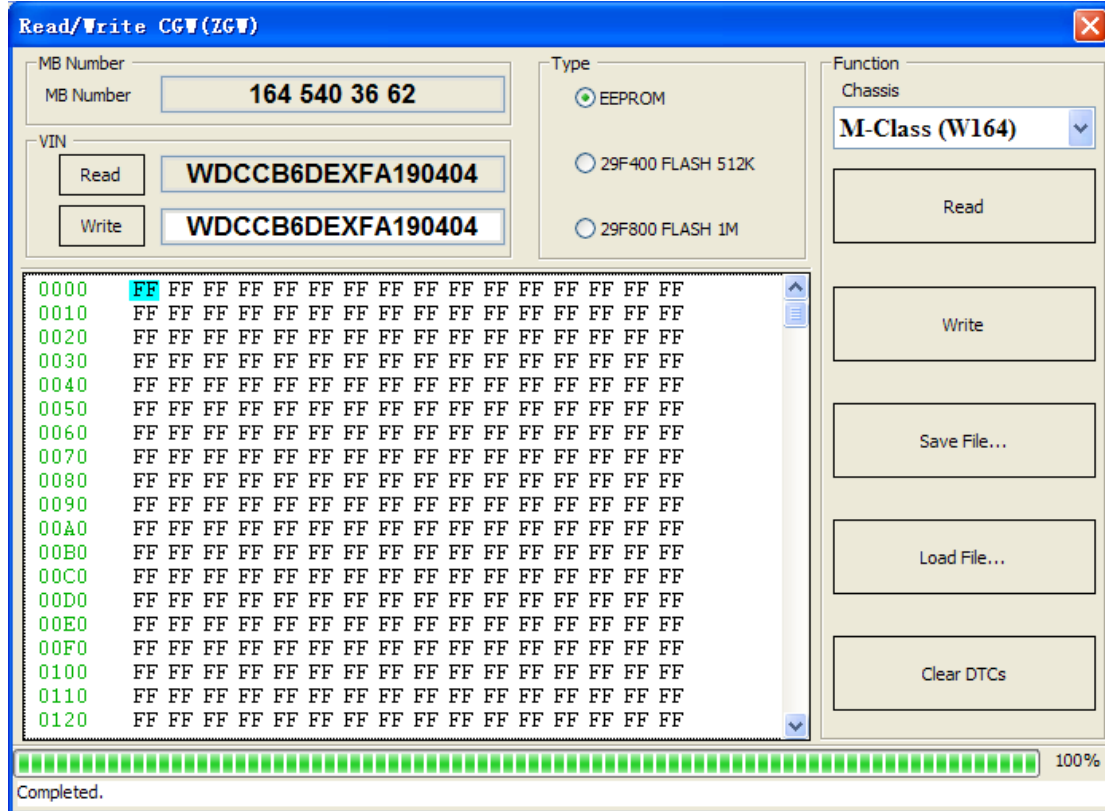 Read/Write CGW(ZGW)
MB Number
MB Number 164 540 36 62
VIN
Read WDCCB6DEXFA190404
Write WDCCB6DEXFA190404
Type
EEPROM
29F400 FLASH 512K
29F800 FLASH 1M
Function
Chassis
M-Class (W164)
Read
Write
Save File...
Load File...
Clear DTCs
0000 FF FF FF FF FF FF FF FF FF FF FF FF FF FF FF FF
0010 FF FF FF FF FF FF FF FF FF FF FF FF FF FF FF FF
0020 FF FF FF FF FF FF FF FF FF FF FF FF FF FF FF FF
0030 FF FF FF FF FF FF FF FF FF FF FF FF FF FF FF FF
0040 FF FF FF FF FF FF FF FF FF FF FF FF FF FF FF FF
0050 FF FF FF FF FF FF FF FF FF FF FF FF FF FF FF FF
0060 FF FF FF FF FF FF FF FF FF FF FF FF FF FF FF FF
0070 FF FF FF FF FF FF FF FF FF FF FF FF FF FF FF FF
0080 FF FF FF FF FF FF FF FF FF FF FF FF FF FF FF FF
0090 FF FF FF FF FF FF FF FF FF FF FF FF FF FF FF FF
00A0 FF FF FF FF FF FF FF FF FF FF FF FF FF FF FF FF
00B0 FF FF FF FF FF FF FF FF FF FF FF FF FF FF FF FF
00C0 FF FF FF FF FF FF FF FF FF FF FF FF FF FF FF FF
00D0 FF FF FF FF FF FF FF FF FF FF FF FF FF FF FF FF
00E0 FF FF FF FF FF FF FF FF FF FF FF FF FF FF FF FF
00F0 FF FF FF FF FF FF FF FF FF FF FF FF FF FF FF FF
0100 FF FF FF FF FF FF FF FF FF FF FF FF FF FF FF FF
0110 FF FF FF FF FF FF FF FF FF FF FF FF FF FF FF FF
0120 FF FF FF FF FF FF FF FF FF FF FF FF FF FF FF FF
100%
Completed.